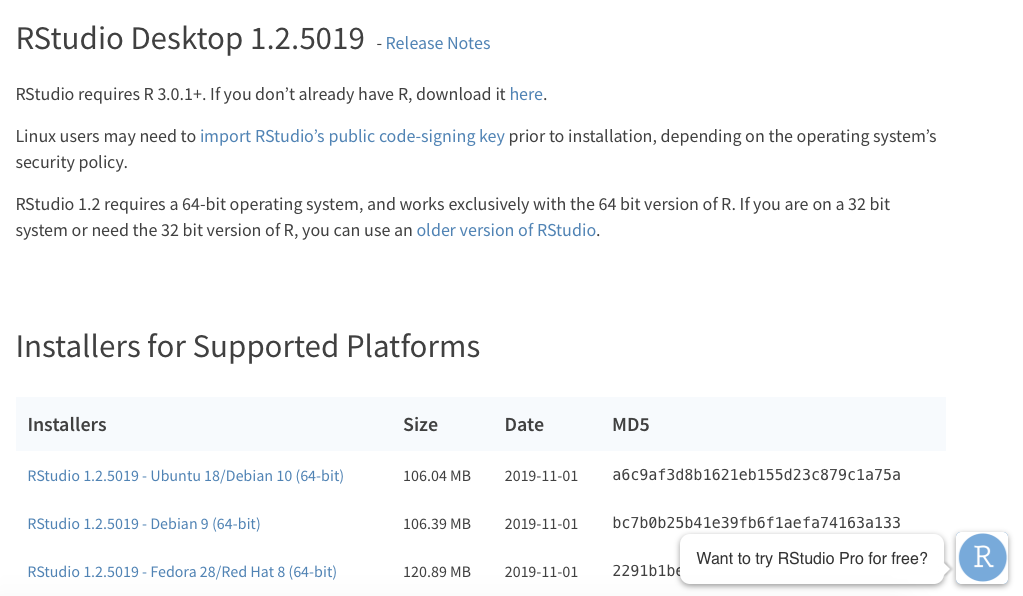 RStudio Desktop 1.2.5019 - Release Notes
RStudio requires R 3.0.1+. If you don’t already have R, download it here.
Linux users may need to import RStudio’s public code-signing key prior to installation, depending on the operating system’s
security policy.
RStudio 1.2 requires a 64-bit operating system, and works exclusively with the 64 bit version of R. If you are on a 32 bit
system or need the 32 bit version of R, you can use an older version of RStudio.
Installers for Supported Platforms
Installers Size Date MD5
RStudio 1.2.5019 - Ubuntu 18/Debian 10 (64-bit) 106.04 MB 2019-11-01 a6c9af3d8b1621eb155d23c879c1a75a
RStudio 1.2.5019 - Debian 9 (64-bit) 106.39 MB 2019-11-01 bc7b0b25b41e39fb6f1aefa74163a133
RStudio 1.2.5019 - Fedora 28/Red Hat 8 (64-bit) 120.89 MB 2019-11-01
Want to try RStudio Pro for free?
R